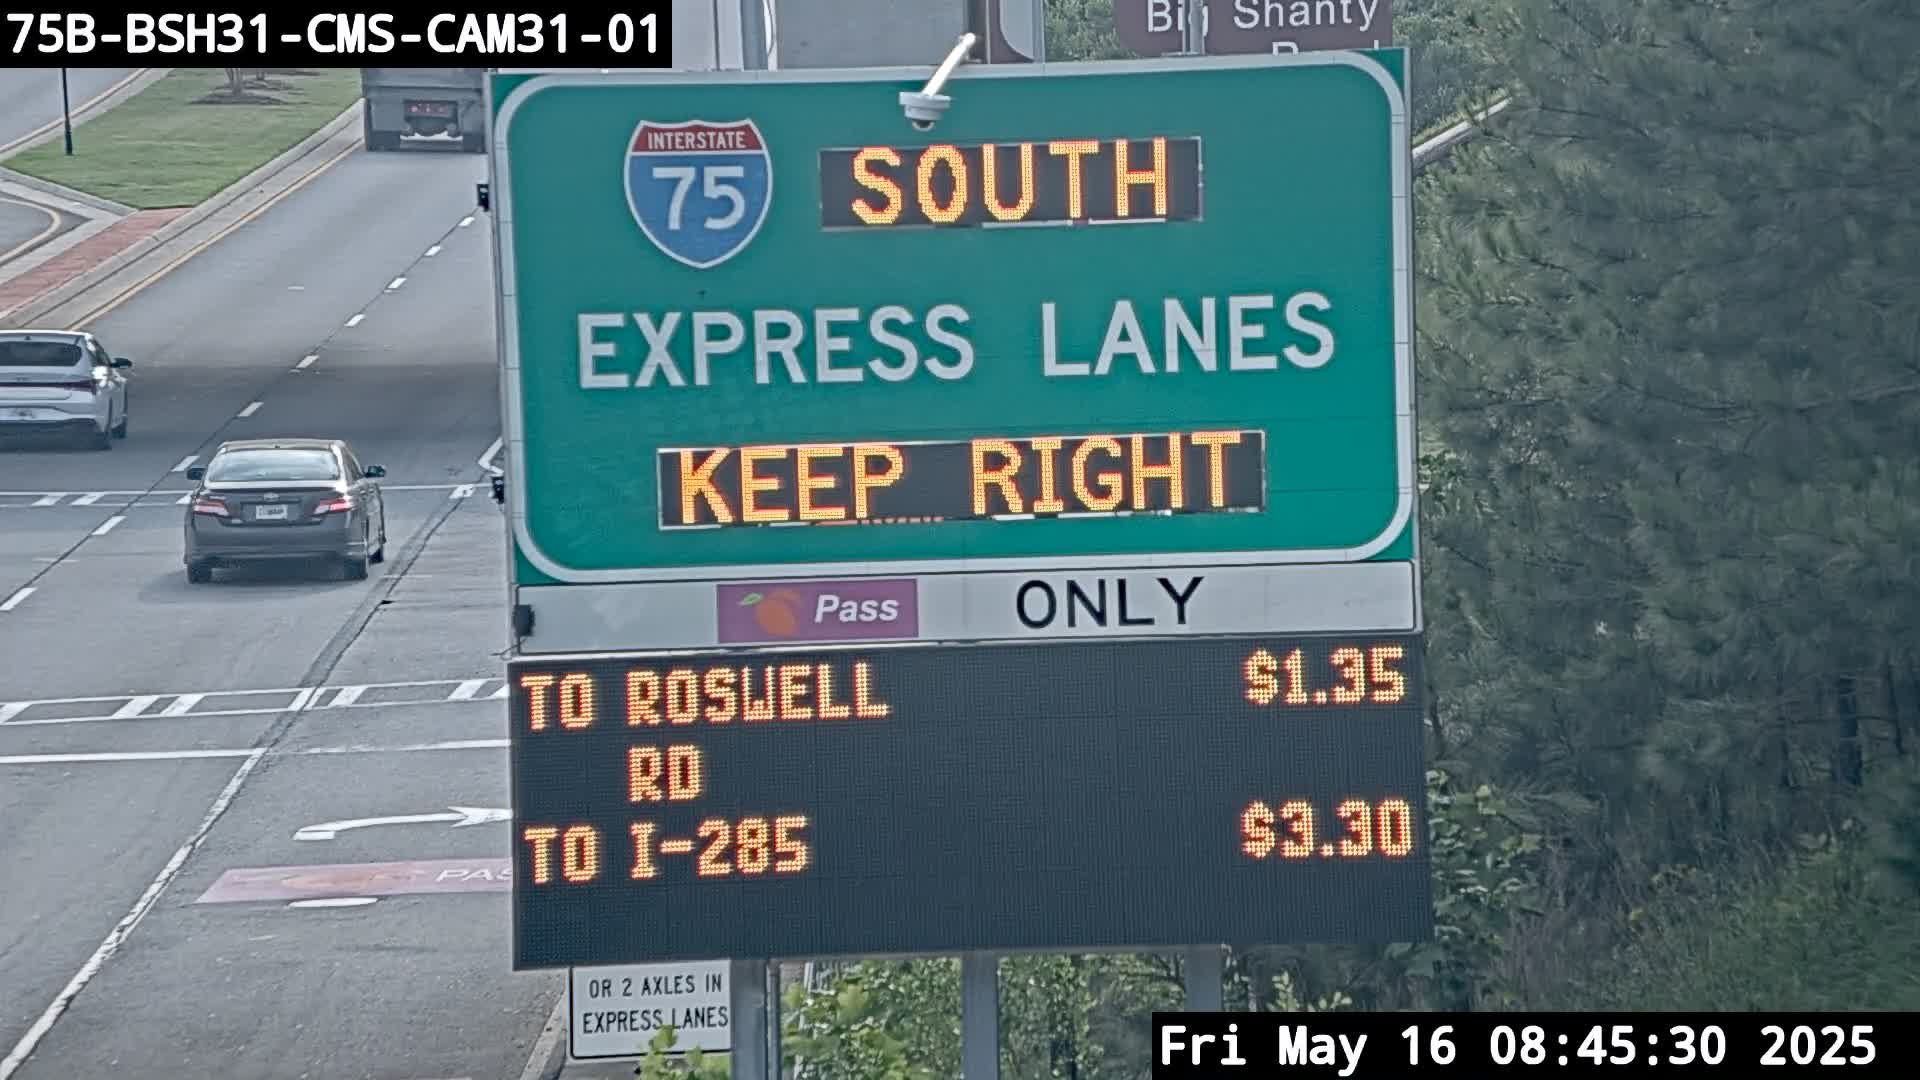 75B-BSH31-CMS-CAM31-01
Big Shanty
INTERSTATE
75
SOUTH
EXPRESS LANES
KEEP RIGHT
Pass ONLY
TO ROSWELL $1.35
RD
TO I-285 $3.30
OR 2 AXLES IN
EXPRESS LANES
Fri May 16 08:45:30 2025